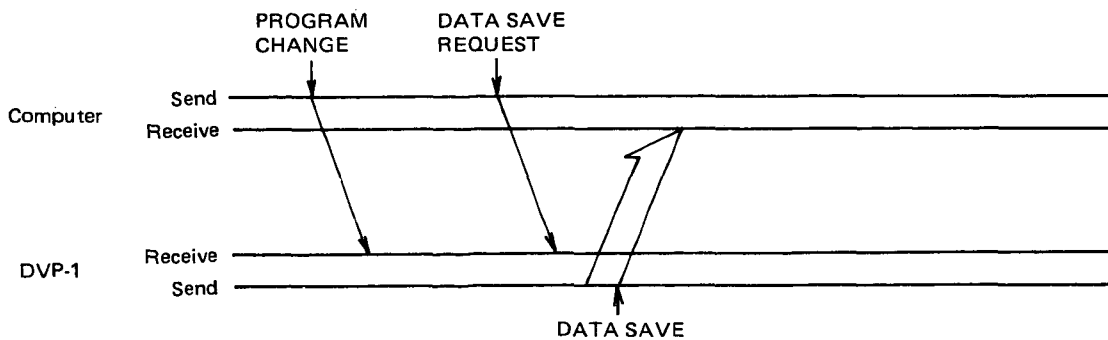 PROGRAM
CHANGE
DATA SAVE
REQUEST
Computer
Send
Receive
DVP-1
Receive
Send
DATA SAVE